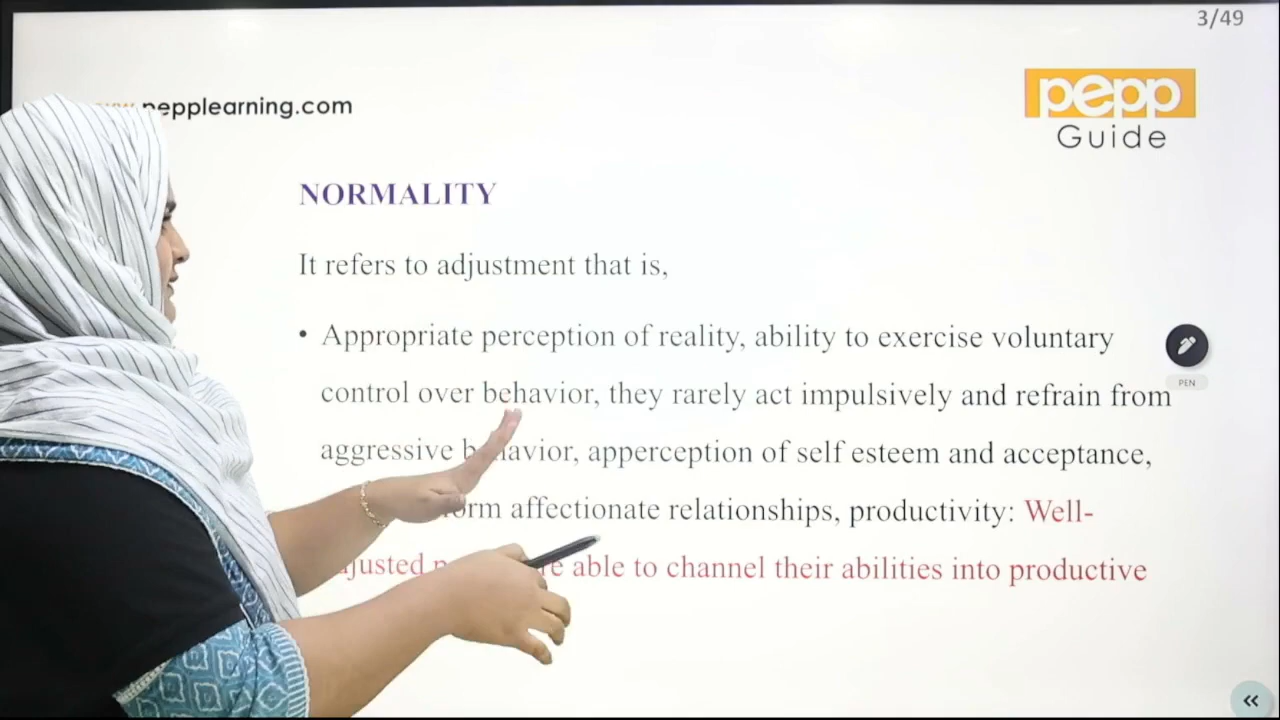 3/49
pepplearning.com
pepp
Guide
NORMALITY
It refers to adjustment that is,
• Appropriate perception of reality, ability to exercise voluntary
control over behavior, they rarely act impulsively and refrain from
aggressive behavior, apperception of self esteem and acceptance,
affectionate relationships, productivity: Well-
able to channel their abilities into productive
PEN
«